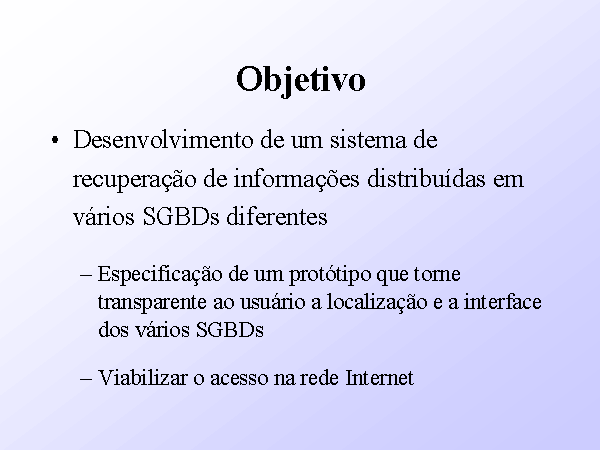 Objetivo
• Desenvolvimento de um sistema de
recuperação de informações distribuídas em
vários SGBDs diferentes
– Especificação de um protótipo que torne
transparente ao usuário a localização e a interface
dos vários SGBDs
– Viabilizar o acesso na rede Internet